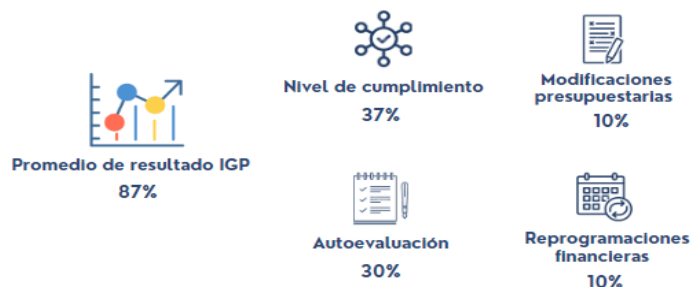 Promedio de resultado IGP
87%
Nivel de cumplimiento
37%
Modificaciones
presupuestarias
10%
Autoevaluación
30%
Reprogramaciones
financieras
10%